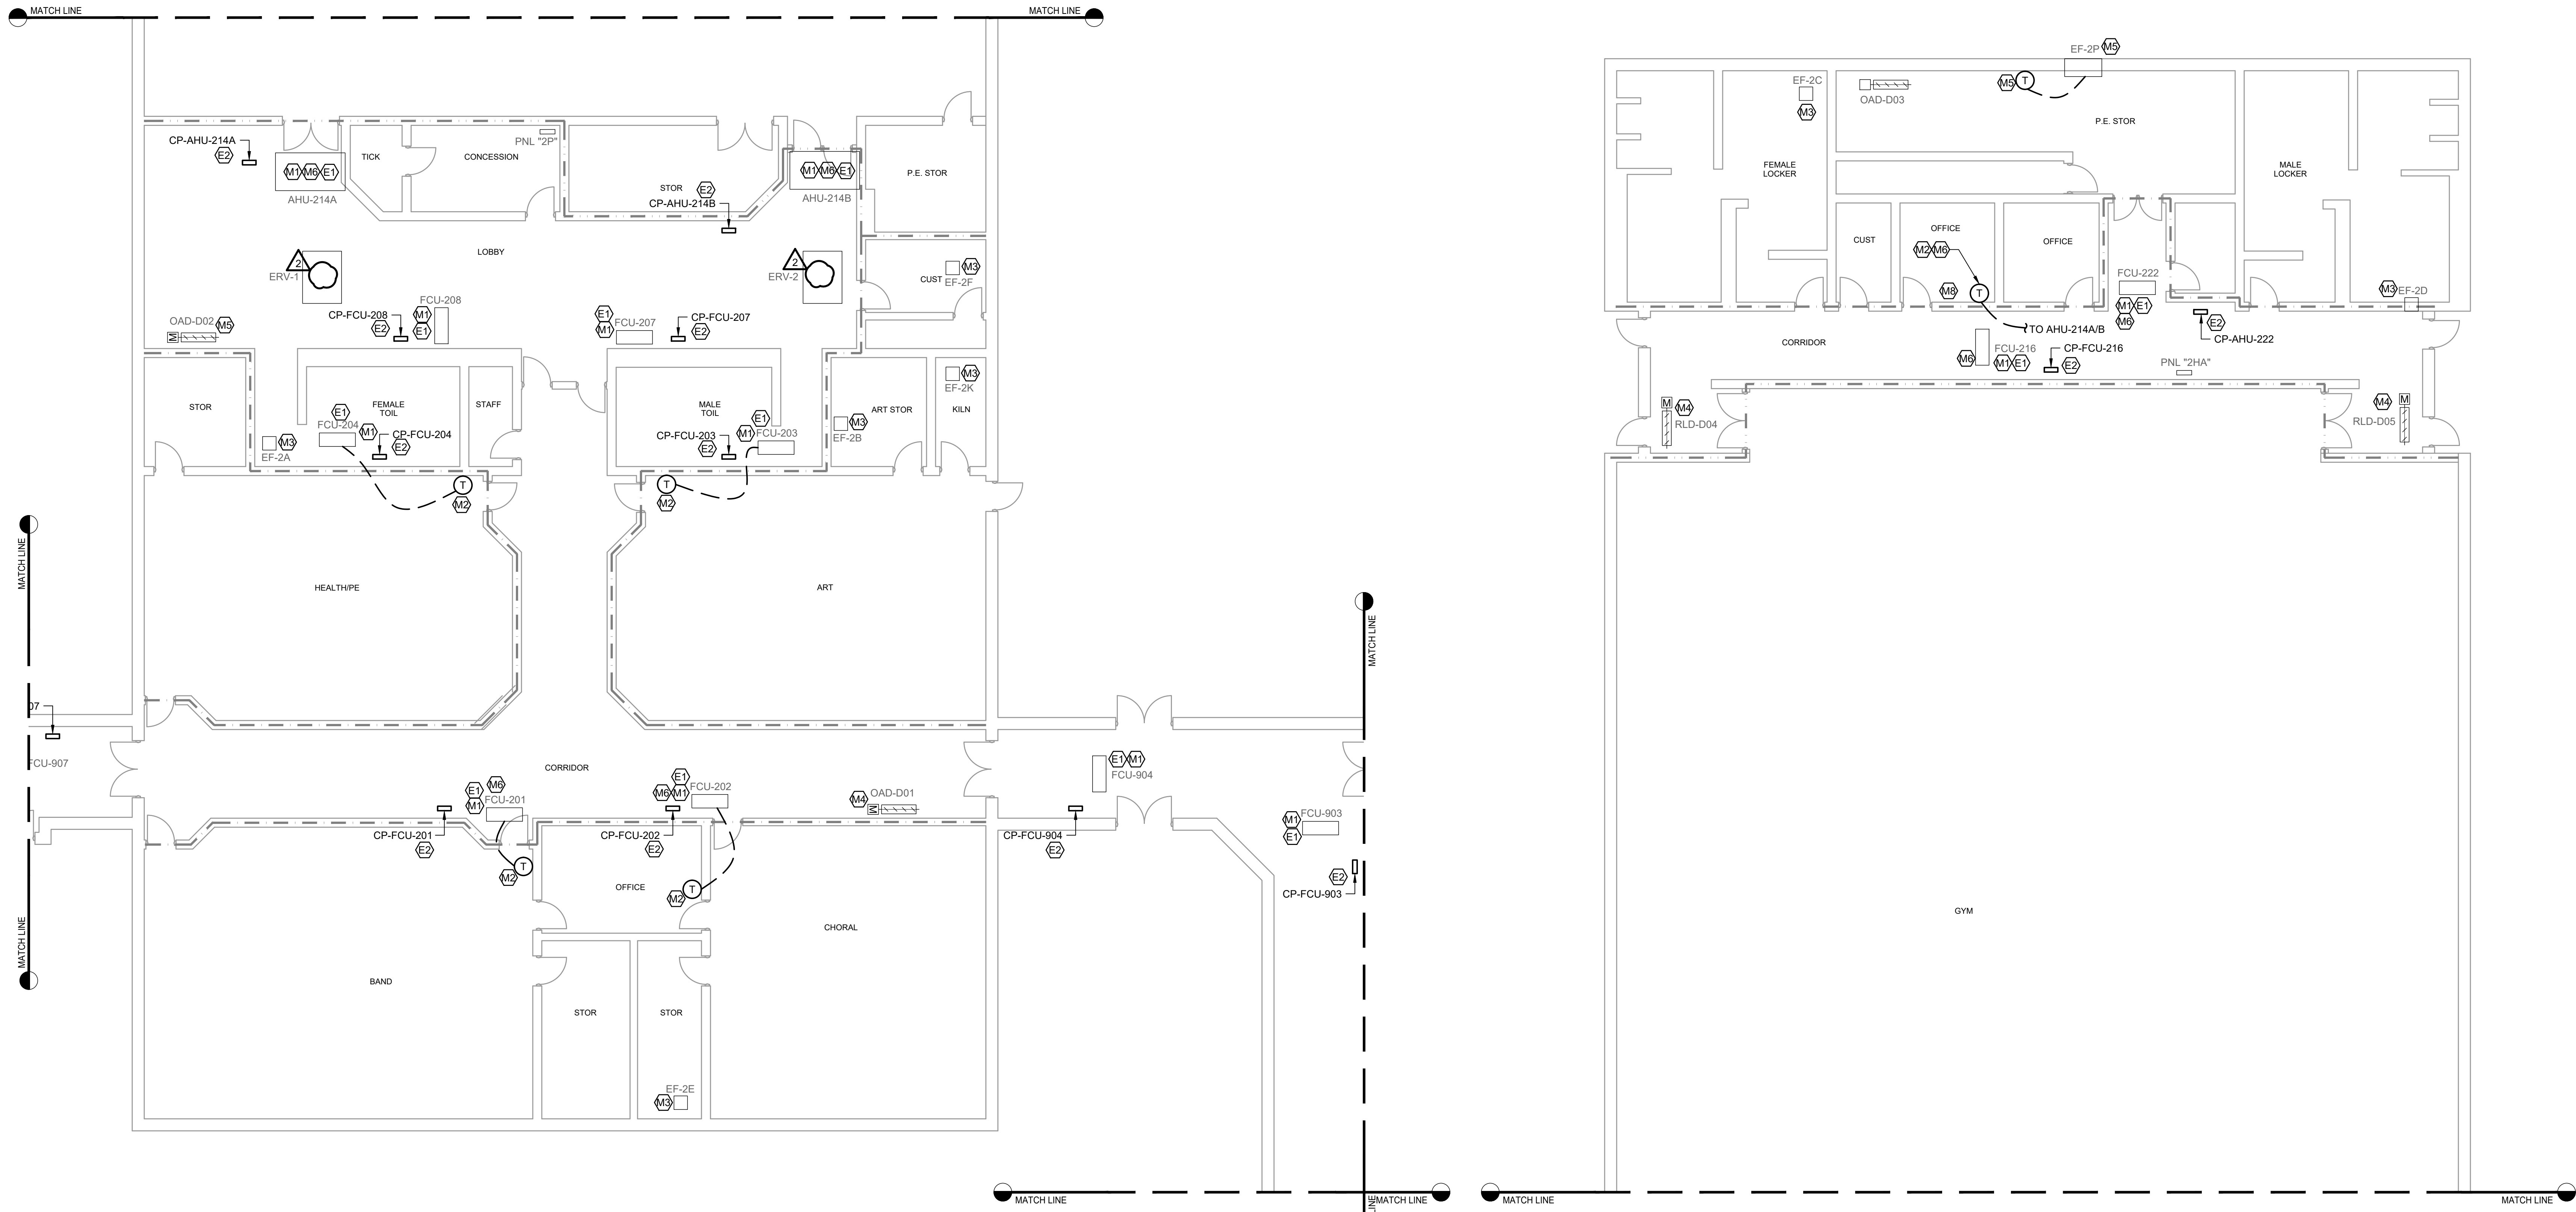 MATCH LINE
MATCH LINE
CP-AHU-214A
E2
M1 M6 E1
AHU-214A
TICK
CONCESSION
PNL "2P"
STOR
E2
CP-AHU-214B
M1 M6 E1
AHU-214B
P.E. STOR
LOBBY
2
ERV-1
2
ERV-2
CUST
M3
EF-2F
OAD-D02
M5
M
CP-FCU-208
E2
FCU-208
M1
E1
E1
M1
FCU-207
CP-FCU-207
E2
STOR
M3
EF-2A
FEMALE
TOIL
E1
FCU-204
M1
CP-FCU-204
E2
STAFF
MALE
TOIL
E1
M1
FCU-203
CP-FCU-203
E2
M3
EF-2B
ART STOR
M3
EF-2K
KILN
T
M2
T
M2
MATCH LINE
HEALTH/PE
ART
MATCH LINE
07
FCU-907
CORRIDOR
E1
M6
M1
FCU-201
CP-FCU-201
E2
E1
M6 M1
FCU-202
CP-FCU-202
E2
M4
OAD-D01
M
E1 M1
FCU-904
CP-FCU-904
E2
FCU-903
M1
E1
E2
CP-FCU-903
T
M2
OFFICE
T
M2
MATCH LINE
BAND
CHORAL
STOR
STOR
EF-2E
M3
MATCH LINE
MATCH LINE
LINE
EF-2P
M5
EF-2C
M3
OAD-D03
M5
T
P.E. STOR
FEMALE
LOCKER
MALE
LOCKER
CUST
OFFICE
M2 M6
OFFICE
M8
T
TO AHU-214A/B
FCU-222
M1 E1
M6
E2
CP-AHU-222
M3
EF-2D
CORRIDOR
M6
FCU-216
M1 E1
CP-FCU-216
E2
PNL "2HA"
M
M4
RLD-D04
M
M4
RLD-D05
GYM
MATCH LINE
MATCH LINE